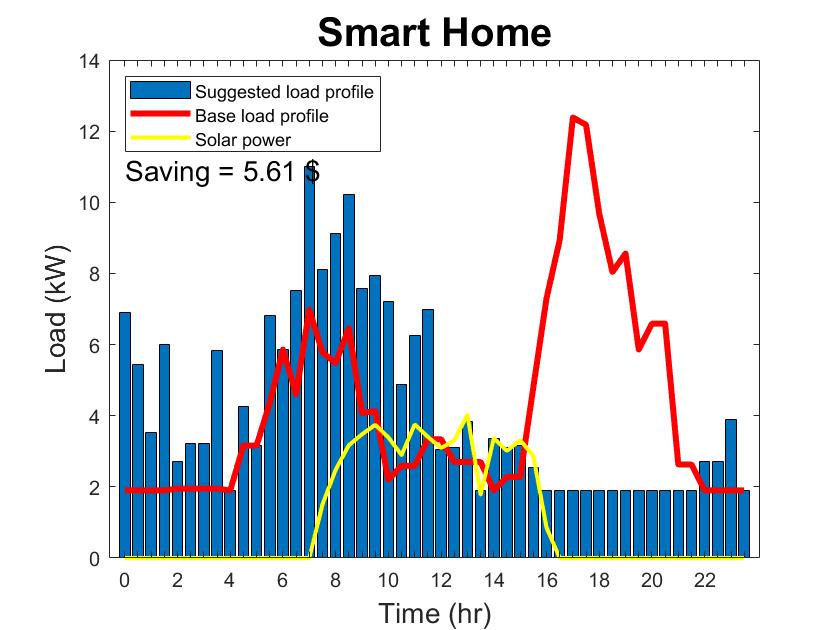 Smart Home
Suggested load profile
Base load profile
Solar power
Saving = 5.61 $
Load (kW)
14
12
10
8
6
4
2
0
0 2 4 6 8 10 12 14 16 18 20 22
Time (hr)